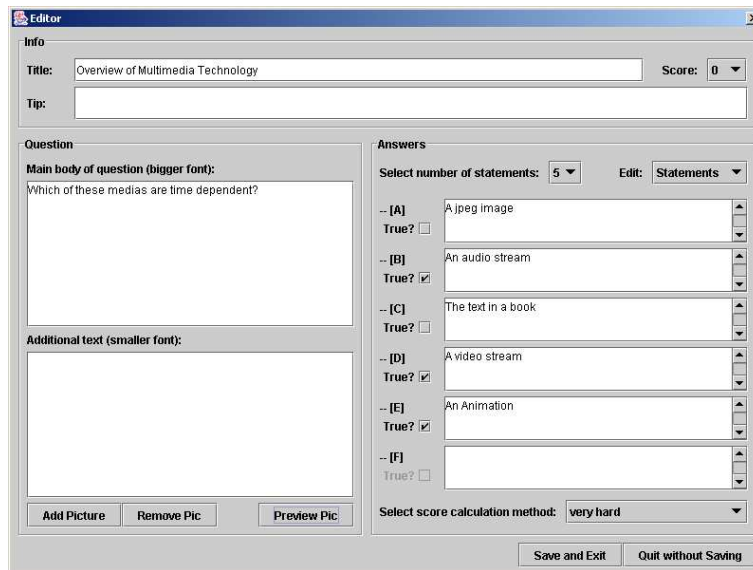 Editor
Info
Title: Overview of Multimedia Technology Score: 0
Tip:
Question
Main body of question (bigger font):
Which of these medias are time dependent?
Additional text (smaller font):
Add Picture Remove Pic Preview Pic
Answers
Select number of statements: 5 Edit: Statements
-- [A] A jpeg image
True?
-- [B] An audio stream
True?
-- [C] The text in a book
True?
-- [D] A video stream
True?
-- [E] An Animation
True?
-- [F]
True?
Select score calculation method: very hard
Save and Exit Quit without Saving